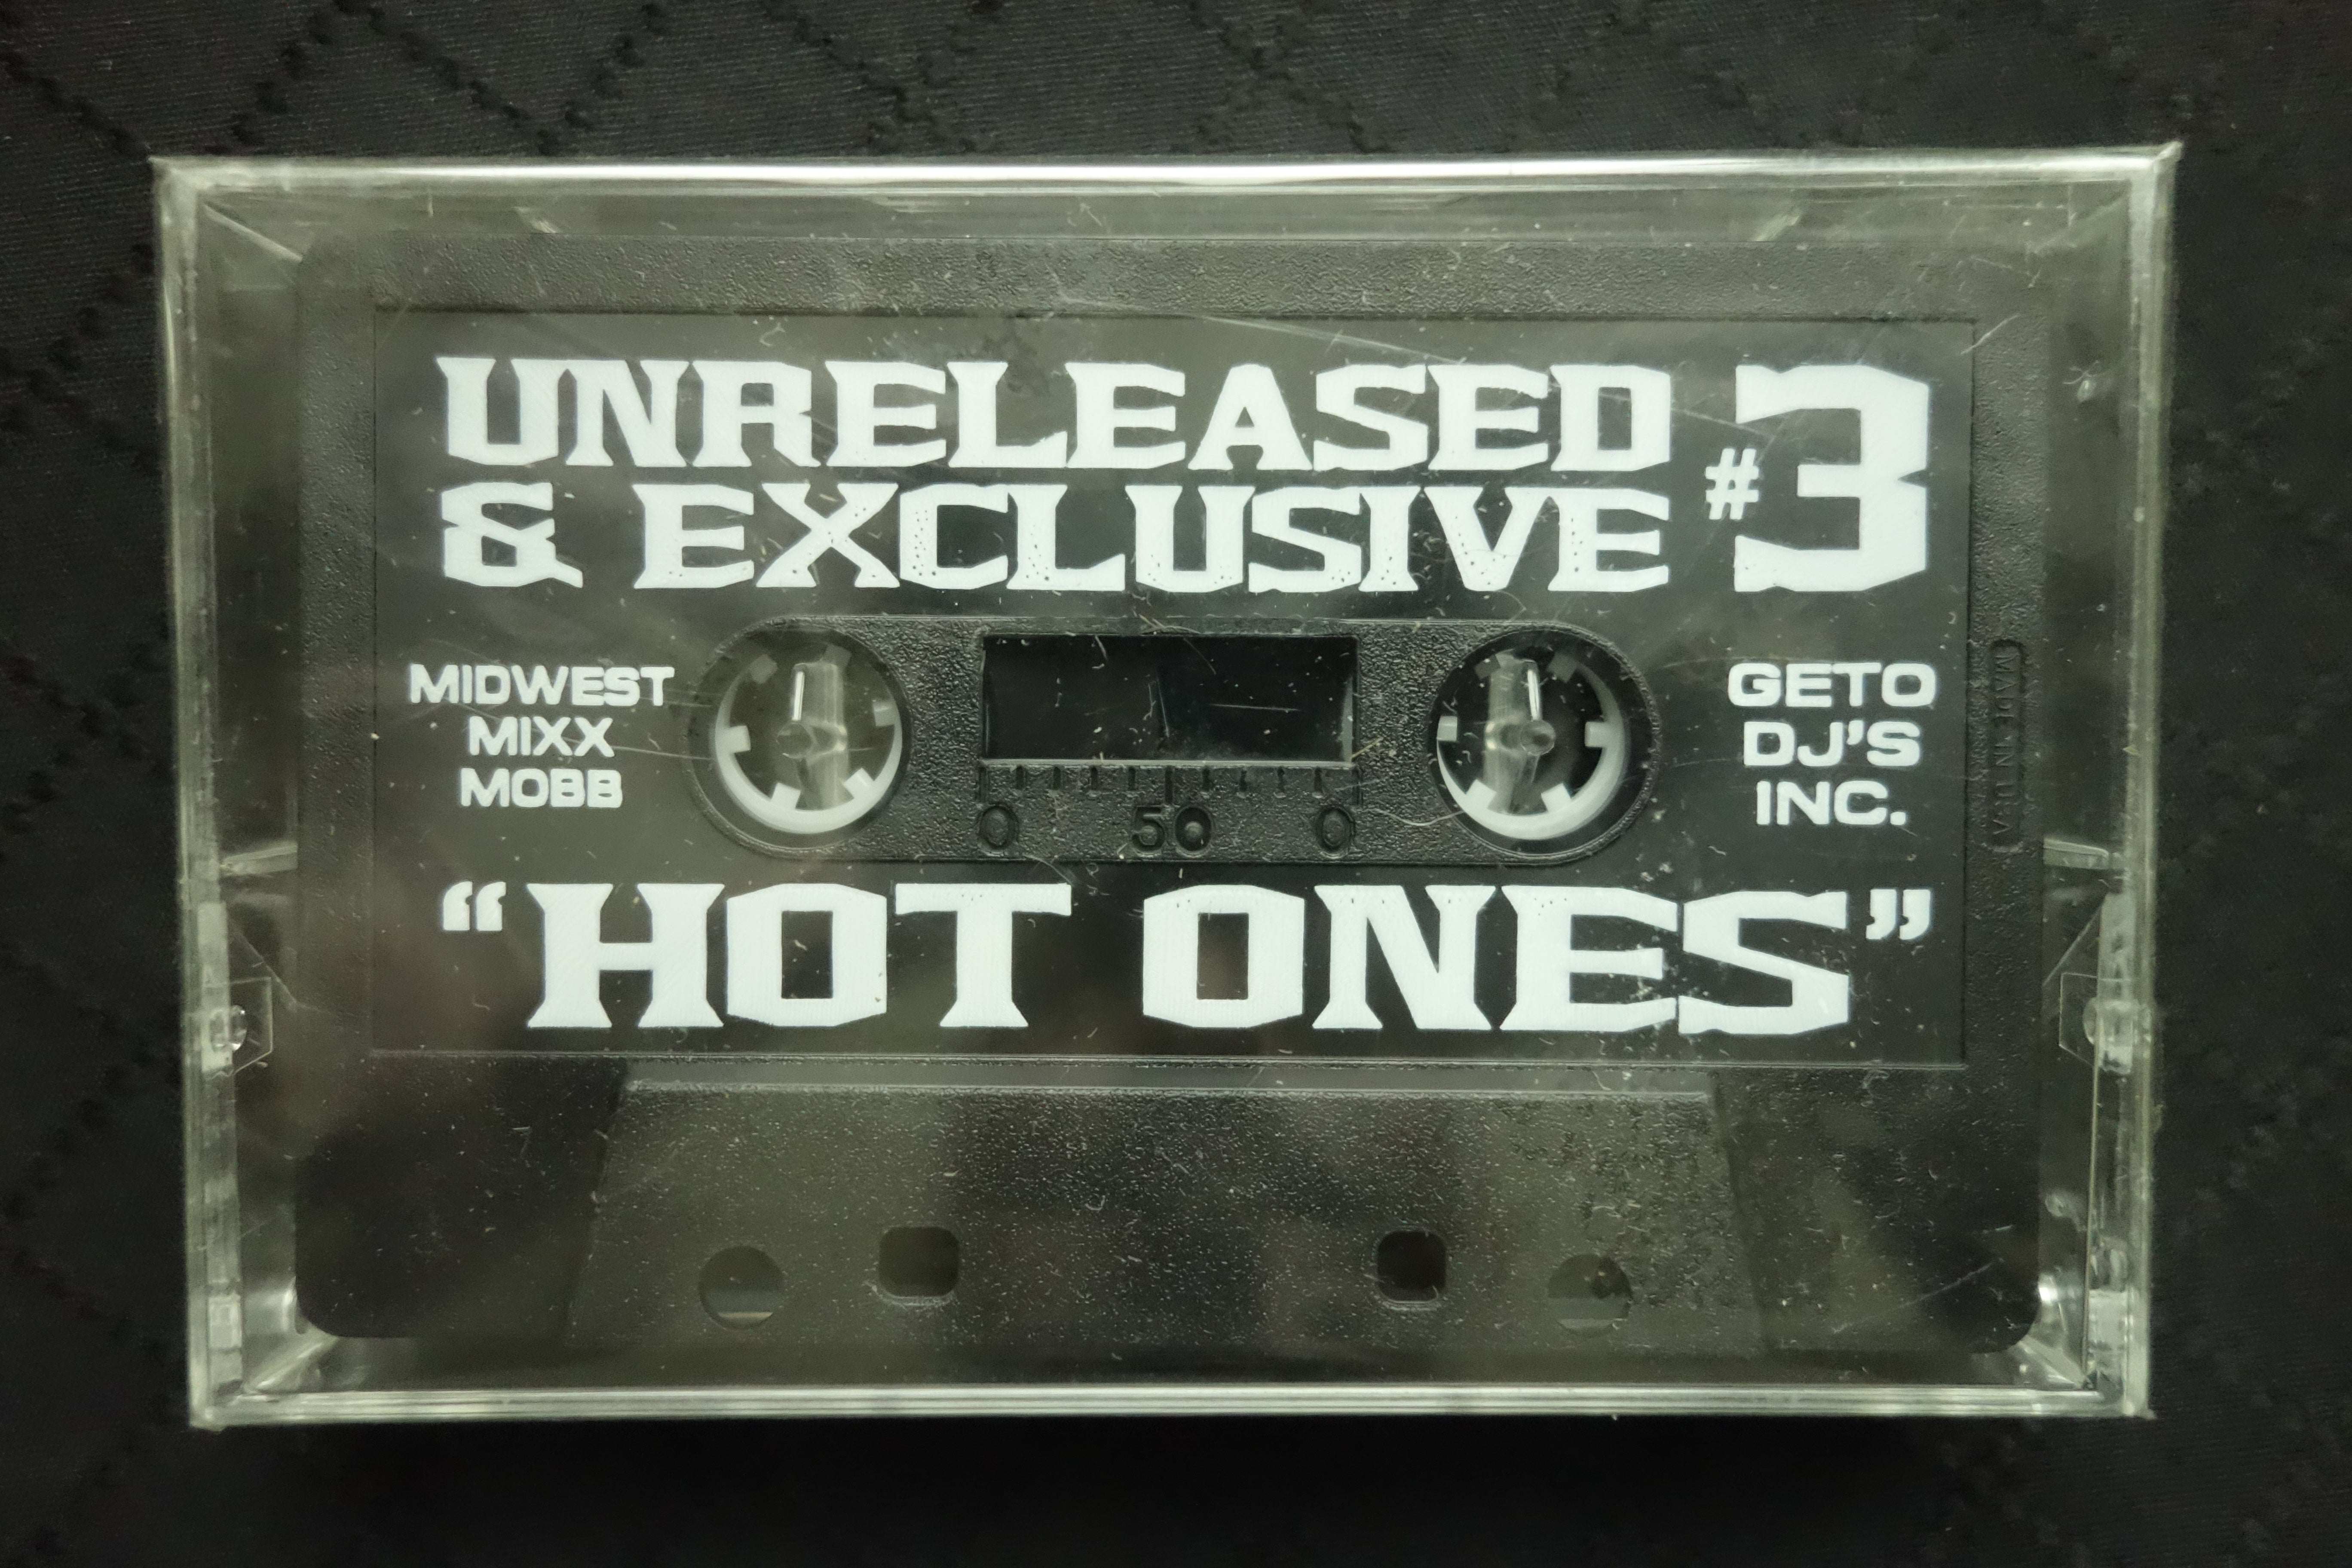 UNRELEASED
& EXCLUSIVE
#3
MIDWEST
MIXX
MOBB
GETO
DJ'S
INC.
0 50 0
MADE IN U.S.A.
“HOT ONES”